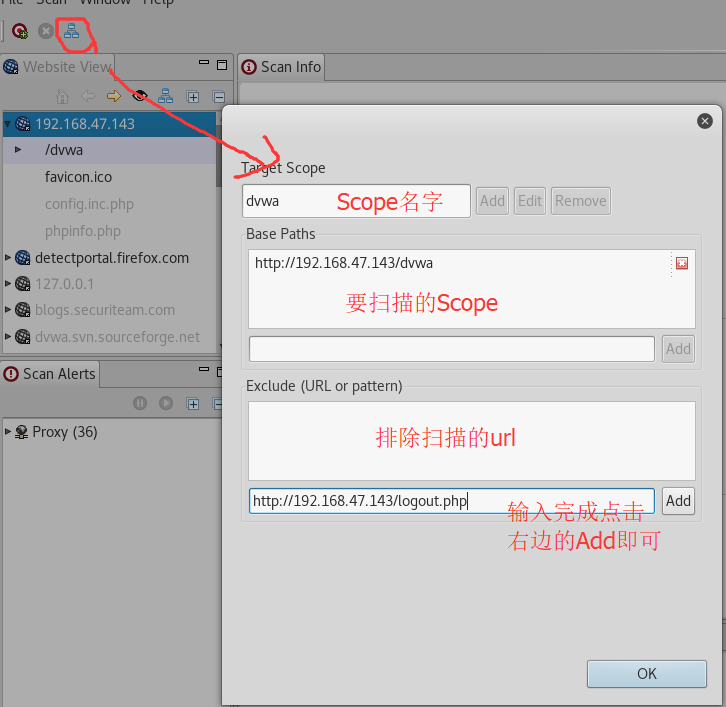 File Scan Window Help
Website View
Scan Info
192.168.47.143
/dvwa
favicon.ico
config.inc.php
phpinfo.php
detectportal.firefox.com
127.0.0.1
blogs.securiteam.com
dvwa.svn.sourceforge.net
Scan Alerts
Proxy (36)
Target Scope
dvwa Scope名字 Add Edit Remove
Base Paths
http://192.168.47.143/dvwa
要扫描的Scope
Add
Exclude (URL or pattern)
排除扫描的url
http://192.168.47.143/logout.php Add
输入完成点击
右边的Add即可
OK